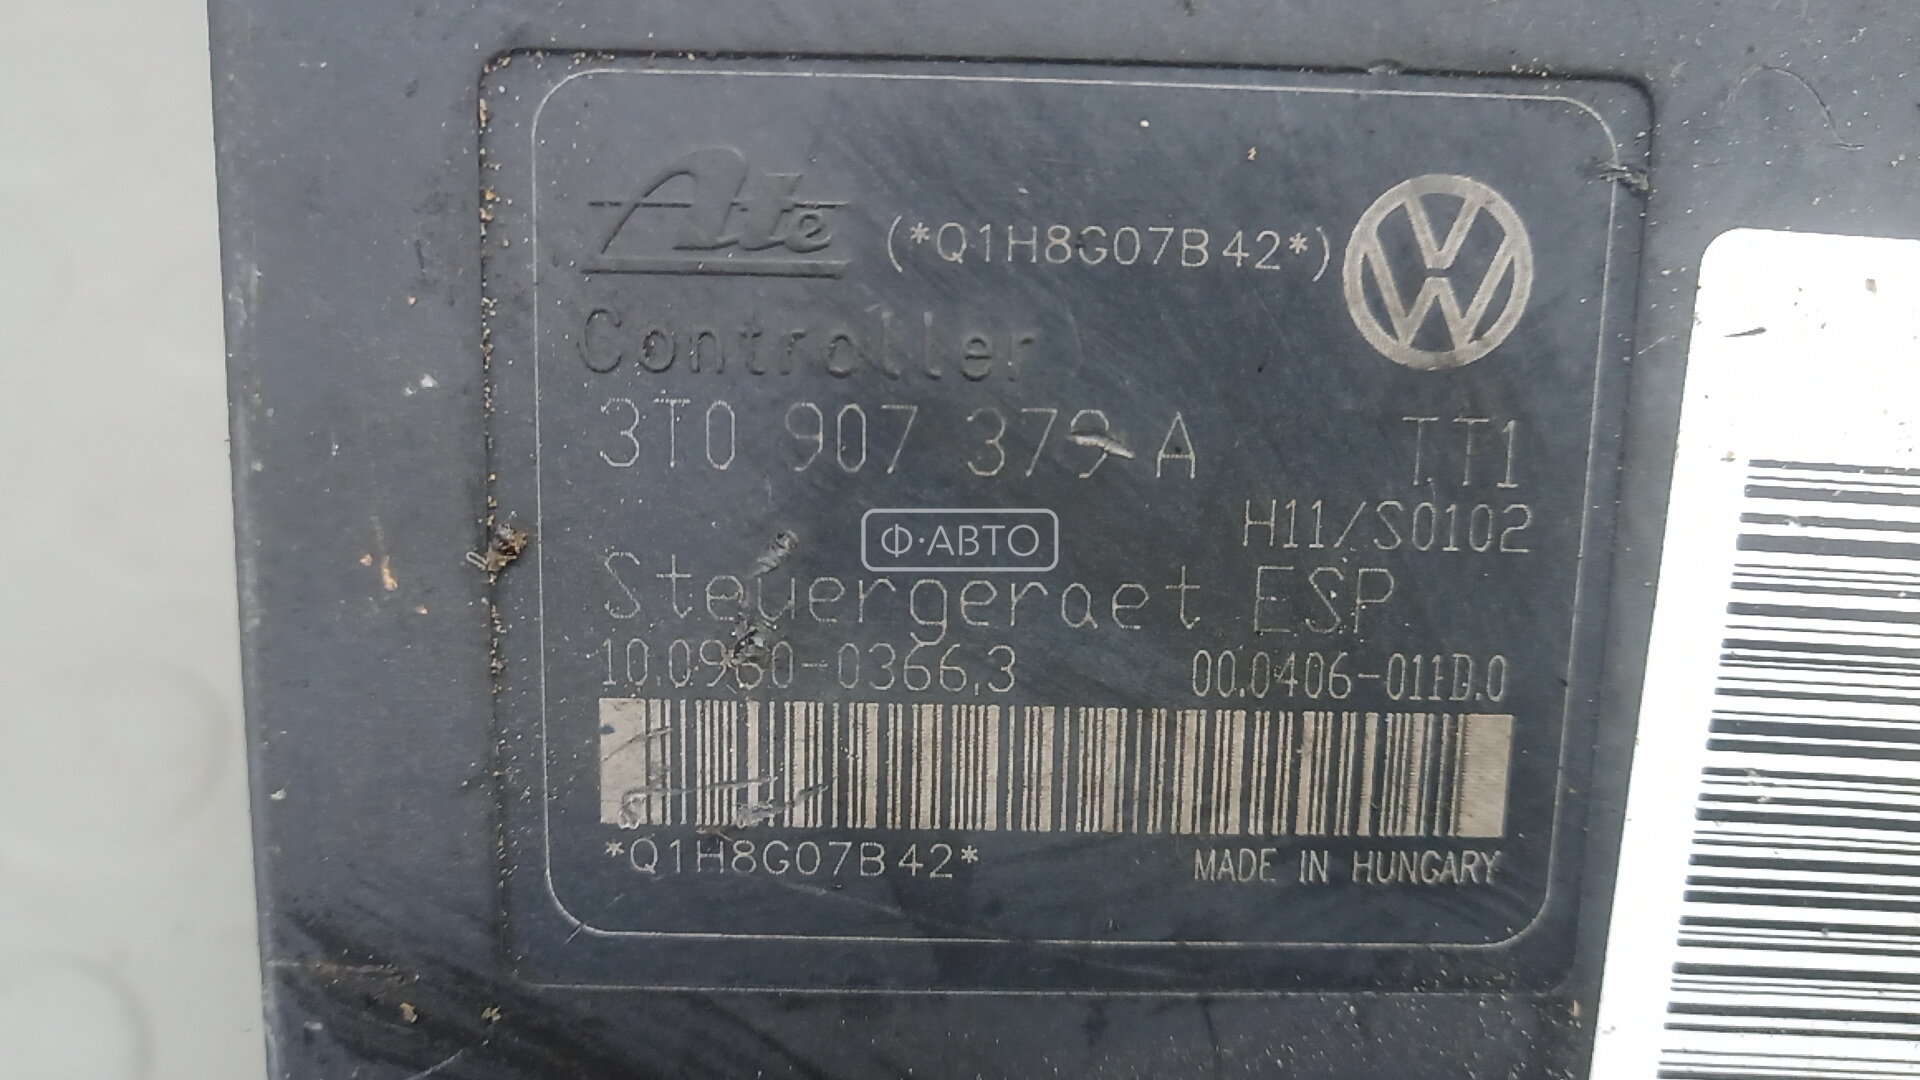 Ate (*Q1H8G07B42*)
Controller
3T0 907 379 A TT1
H11/S0102
Ф·АВТО
Steuergeraet ESP
10.0960-0366.3 00.0406-011D.0
*Q1H8G07B42* MADE IN HUNGARY